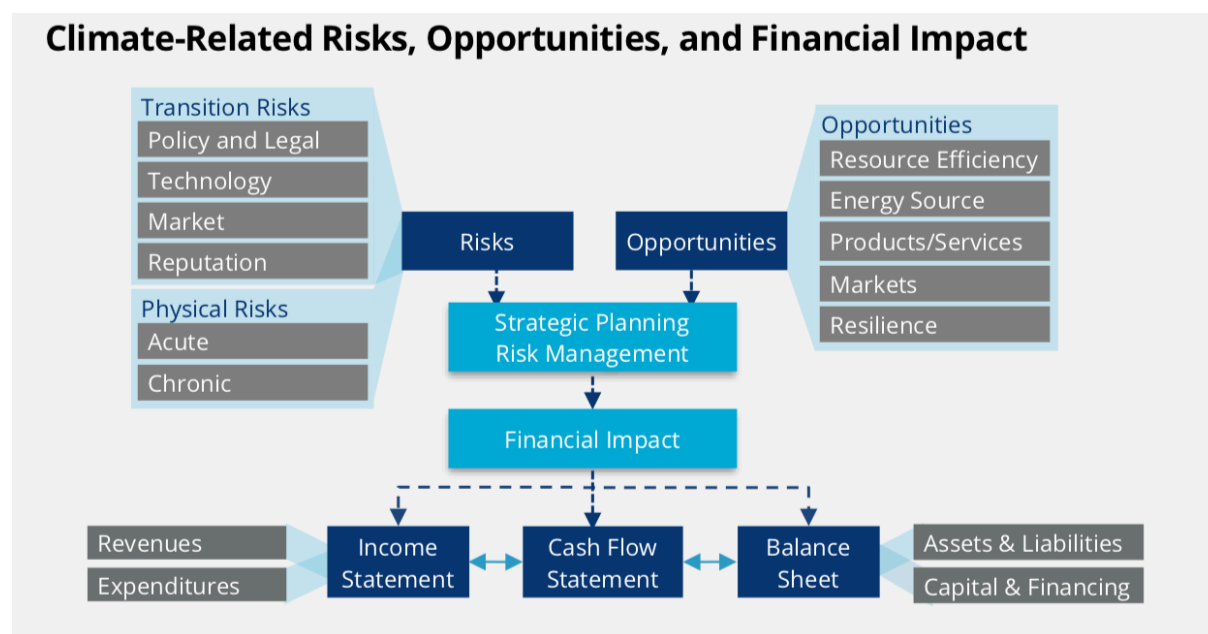 Climate-Related Risks, Opportunities, and Financial Impact
Transition Risks
Policy and Legal
Technology
Market
Reputation
Physical Risks
Acute
Chronic
Risks
Opportunities
Opportunities
Resource Efficiency
Energy Source
Products/Services
Markets
Resilience
Strategic Planning
Risk Management
Financial Impact
Revenues
Expenditures
Income
Statement
Cash Flow
Statement
Balance
Sheet
Assets & Liabilities
Capital & Financing